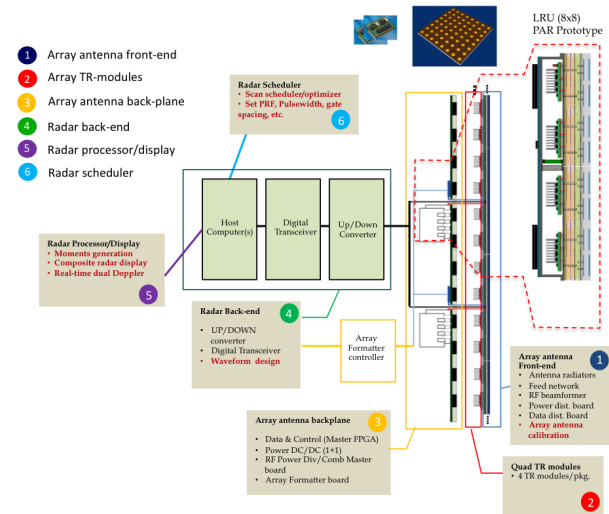 LRU (8x8)
PAR Prototype
1 Array antenna front-end
2 Array TR-modules
3 Array antenna back-plane
4 Radar back-end
5 Radar processor/display
6 Radar scheduler
Radar Scheduler
• Scan scheduler/optimizer
• Set PRF, Pulsewidth, gate
spacing, etc.
6
Host
Computer(s)
Digital
Transceiver
Up/Down
Converter
Radar Processor/Display
• Moments generation
• Composite radar display
• Real-time dual Doppler
5
Radar Back-end
4
• UP/DOWN
converter
• Digital Transceiver
• Waveform design
Array
Formatter
controller
Array antenna
Front-end
1
• Antenna radiators
• Feed network
• RF beamformer
• Power dist. board
• Data dist. Board
• Array antenna
calibration
Array antenna backplane
3
• Data & Control (Master FPGA)
• Power DC/DC (1+1)
• RF Power Div/Comb Master
board
• Array Formatter board
Quad TR modules
• 4 TR modules/pkg.
2